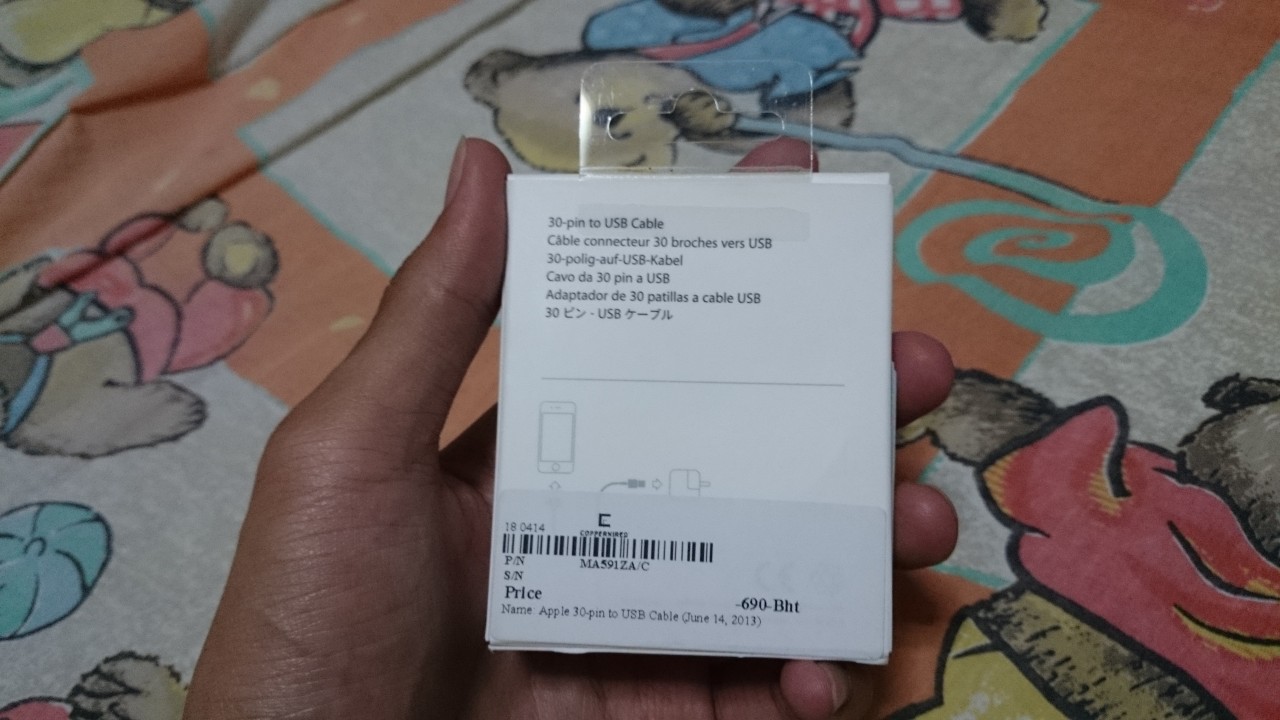 30-pin to USB Cable
Câble connecteur 30 broches vers USB
30-polig-auf-USB-Kabel
Cavo da 30 pin a USB
Adaptador de 30 patillas a cable USB
30 ピン - USB ケーブル
18 0414
COPPERWIRED
P/N MA591ZA/C
S/N
Price -690-Bht
Name: Apple 30-pin to USB Cable (June 14, 2013)